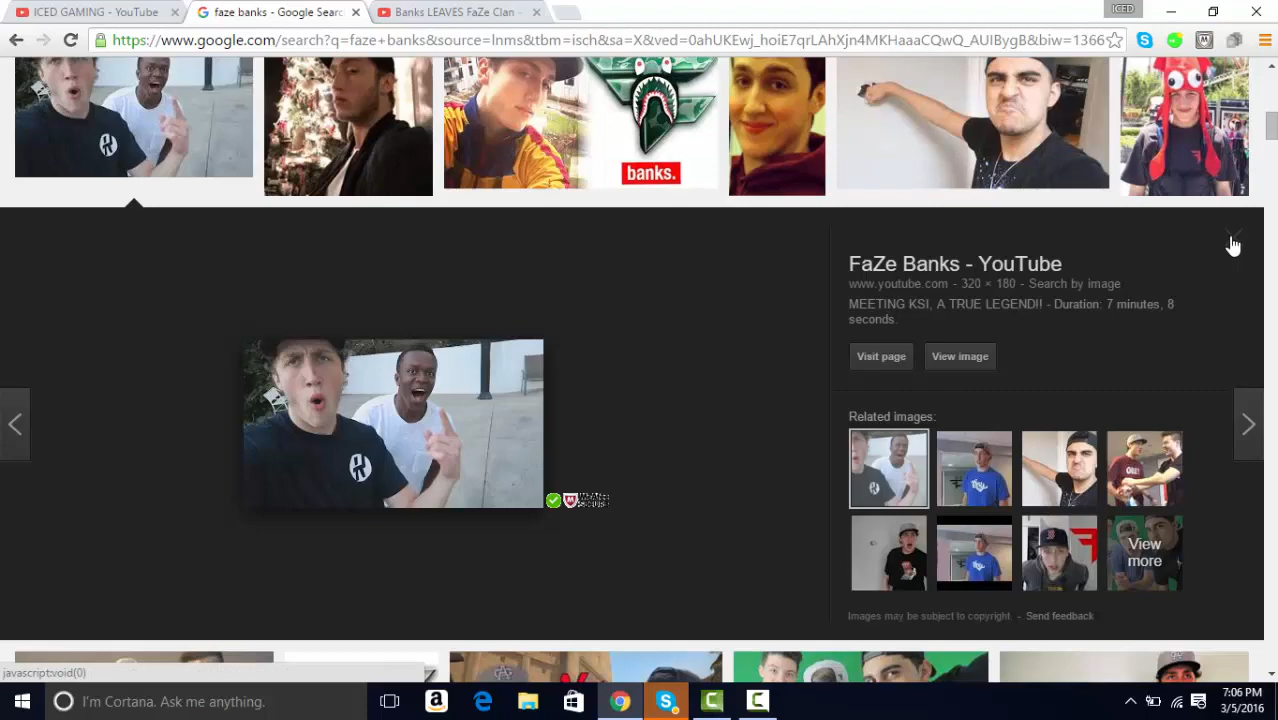 ICED GAMING - YouTube
faze banks - Google Searc
Banks LEAVES FaZe Clan -
ICED
https://www.google.com/search?q=faze+banks&source=lnms&tbm=isch&sa=X&ved=0ahUKEwj_hoiE7qrLAhXjn4MKHaaaCQwQ_AUIBygB&biw=1366
banks.
FaZe Banks - YouTube
www.youtube.com - 320 × 180 - Search by image
MEETING KSI, A TRUE LEGEND!! - Duration: 7 minutes, 8
seconds.
Visit page
View image
Related images:
View
more
Images may be subject to copyright. - Send feedback
javascript:void(0)
I'm Cortana. Ask me anything.
7:06 PM
3/5/2016